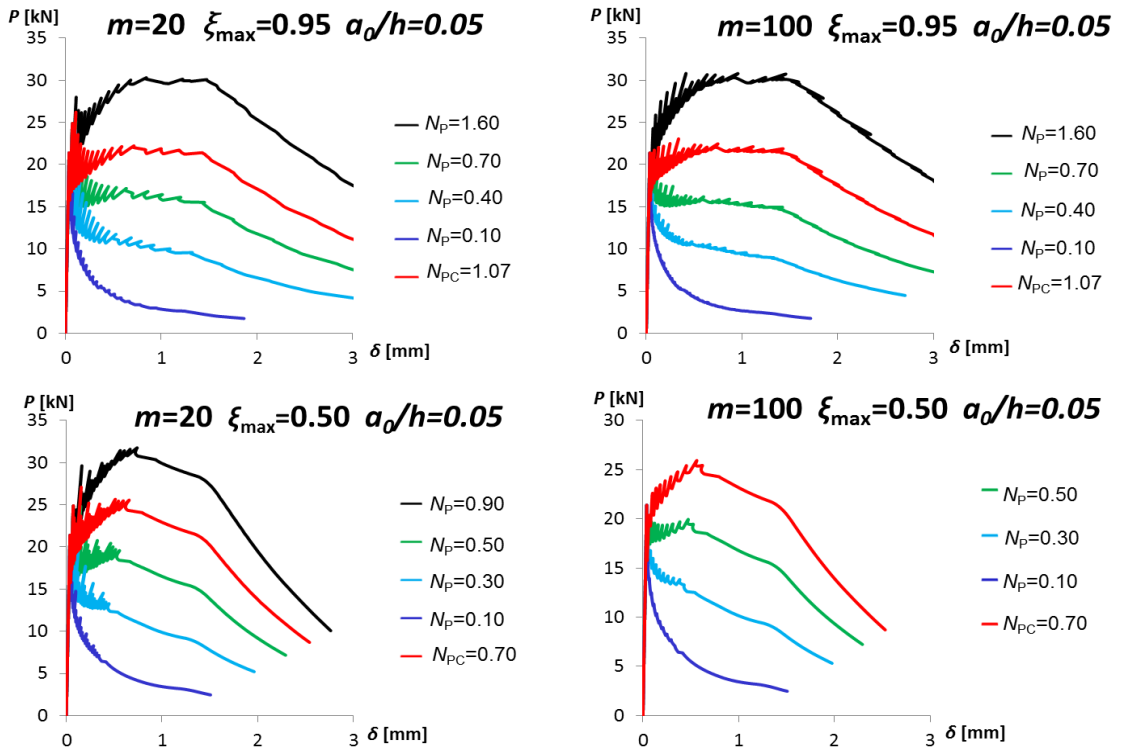 P [kN]
m=20 ξmax=0.95 a0/h=0.05
35
30
25
20
15
10
5
0
0 1 2 3
δ [mm]
NP=1.60
NP=0.70
NP=0.40
NP=0.10
NPC=1.07
P [kN]
m=100 ξmax=0.95 a0/h=0.05
35
30
25
20
15
10
5
0
0 1 2 3
δ [mm]
NP=1.60
NP=0.70
NP=0.40
NP=0.10
NPC=1.07
P [kN]
m=20 ξmax=0.50 a0/h=0.05
35
30
25
20
15
10
5
0
0 1 2 3
δ [mm]
NP=0.90
NP=0.50
NP=0.30
NP=0.10
NPC=0.70
P [kN]
m=100 ξmax=0.50 a0/h=0.05
30
25
20
15
10
5
0
0 1 2 3
δ [mm]
NP=0.50
NP=0.30
NP=0.10
NPC=0.70